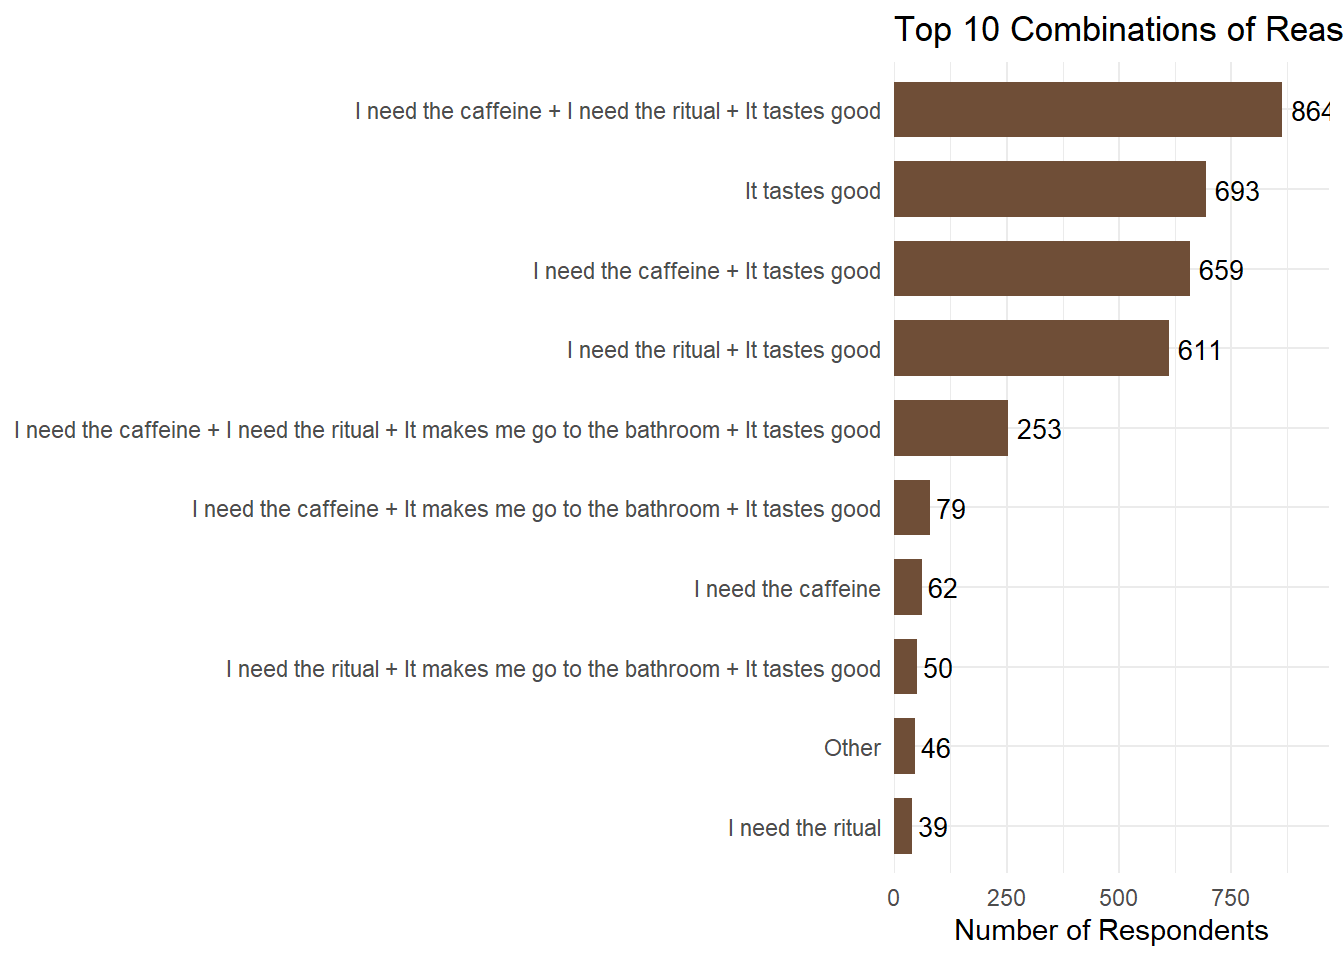 Top 10 Combinations of Reas
I need the caffeine + I need the ritual + It tastes good 864
It tastes good 693
I need the caffeine + It tastes good 659
I need the ritual + It tastes good 611
I need the caffeine + I need the ritual + It makes me go to the bathroom + It tastes good 253
I need the caffeine + It makes me go to the bathroom + It tastes good 79
I need the caffeine 62
I need the ritual + It makes me go to the bathroom + It tastes good 50
Other 46
I need the ritual 39
0 250 500 750
Number of Respondents